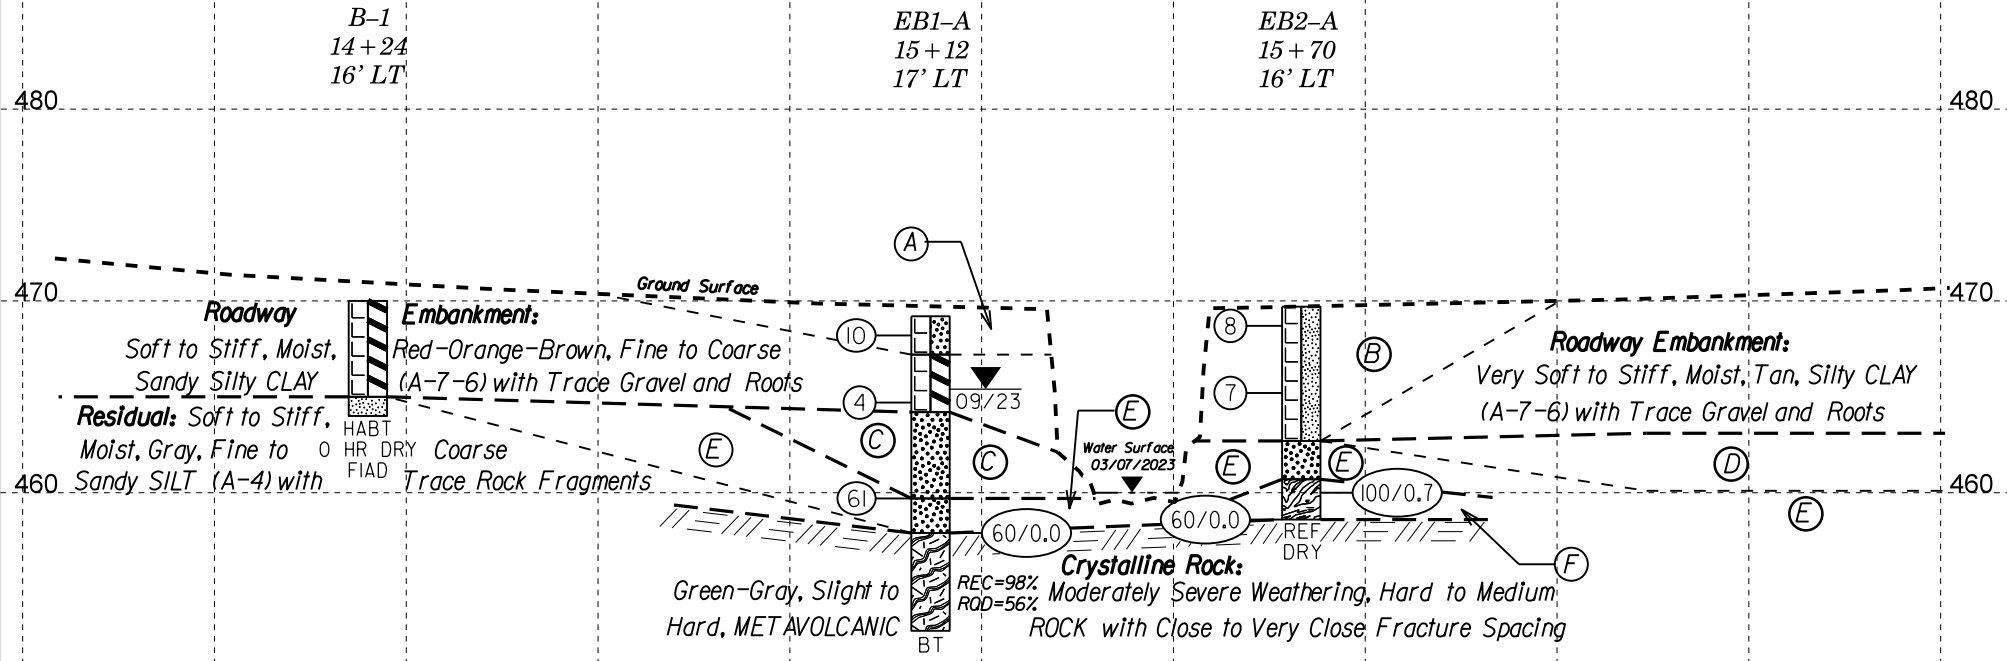 B-1
14+24
16' LT
EB1-A
15+12
17' LT
EB2-A
15+70
16' LT
480 480
A
470 Ground Surface 470
Roadway Embankment:
Soft to Stiff, Moist, Red-Orange-Brown, Fine to Coarse
Sandy Silty CLAY (A-7-6) with Trace Gravel and Roots
10
4
09/23
8
7
B
Roadway Embankment:
Very Soft to Stiff, Moist, Tan, Silty CLAY
(A-7-6) with Trace Gravel and Roots
Residual: Soft to Stiff,
Moist, Gray, Fine to Coarse
Sandy SILT (A-4) with Trace Rock Fragments
HABT
0 HR DRY
FIAD
E
C
C
E
Water Surface
03/07/2023
E
E
D
460 460
61
100/0.7
E
60/0.0
60/0.0
REF
DRY
F
Crystalline Rock:
Green-Gray, Slight to Moderately Severe Weathering, Hard to Medium
Hard, METAVOLCANIC ROCK with Close to Very Close Fracture Spacing
REC=98%
RQD=56%
BT